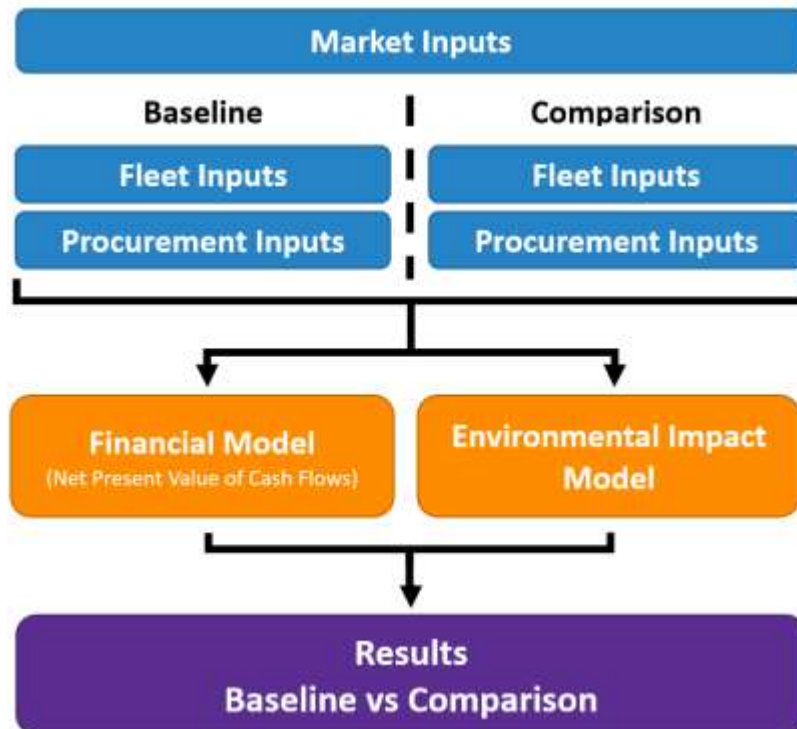 Market Inputs
Baseline
Comparison
Fleet Inputs
Fleet Inputs
Procurement Inputs
Procurement Inputs
Financial Model
(Net Present Value of Cash Flows)
Environmental Impact
Model
Results
Baseline vs Comparison